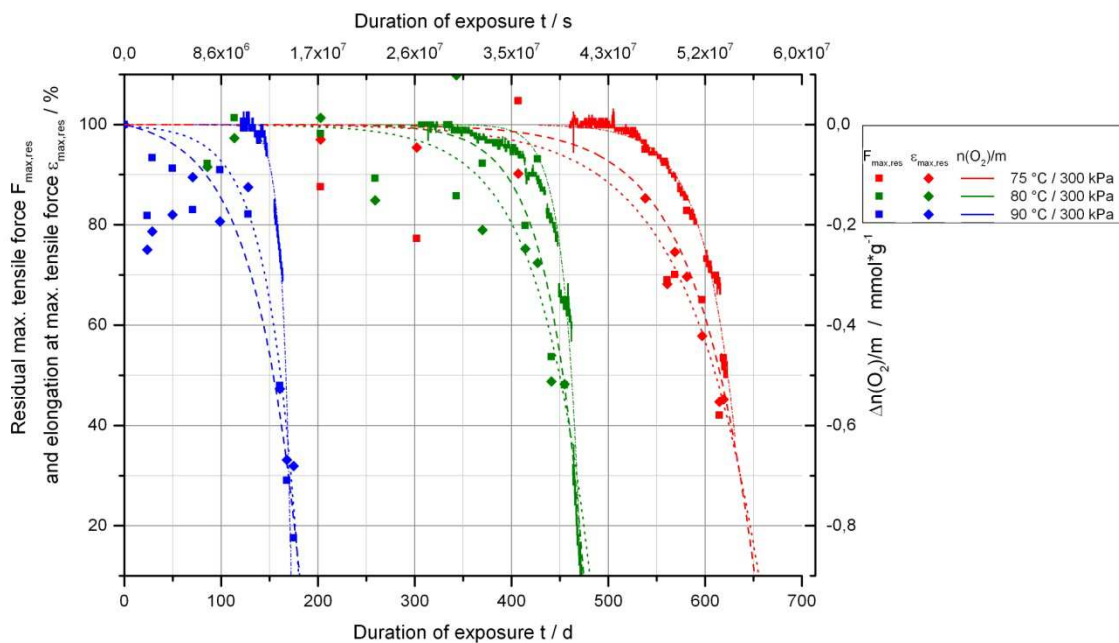 Duration of exposure t / s
0,0 8,6x10⁶ 1,7x10⁷ 2,6x10⁷ 3,5x10⁷ 4,3x10⁷ 5,2x10⁷ 6,0x10⁷
Residual max. tensile force F_max,res
and elongation at max. tensile force ε_max,res / %
100
80
60
40
20
0,0
-0,2
-0,4
-0,6
-0,8
Δn(O₂)/m / mmol*g⁻¹
F_max,res ε_max,res n(O₂)/m
75 °C / 300 kPa
80 °C / 300 kPa
90 °C / 300 kPa
0 100 200 300 400 500 600 700
Duration of exposure t / d